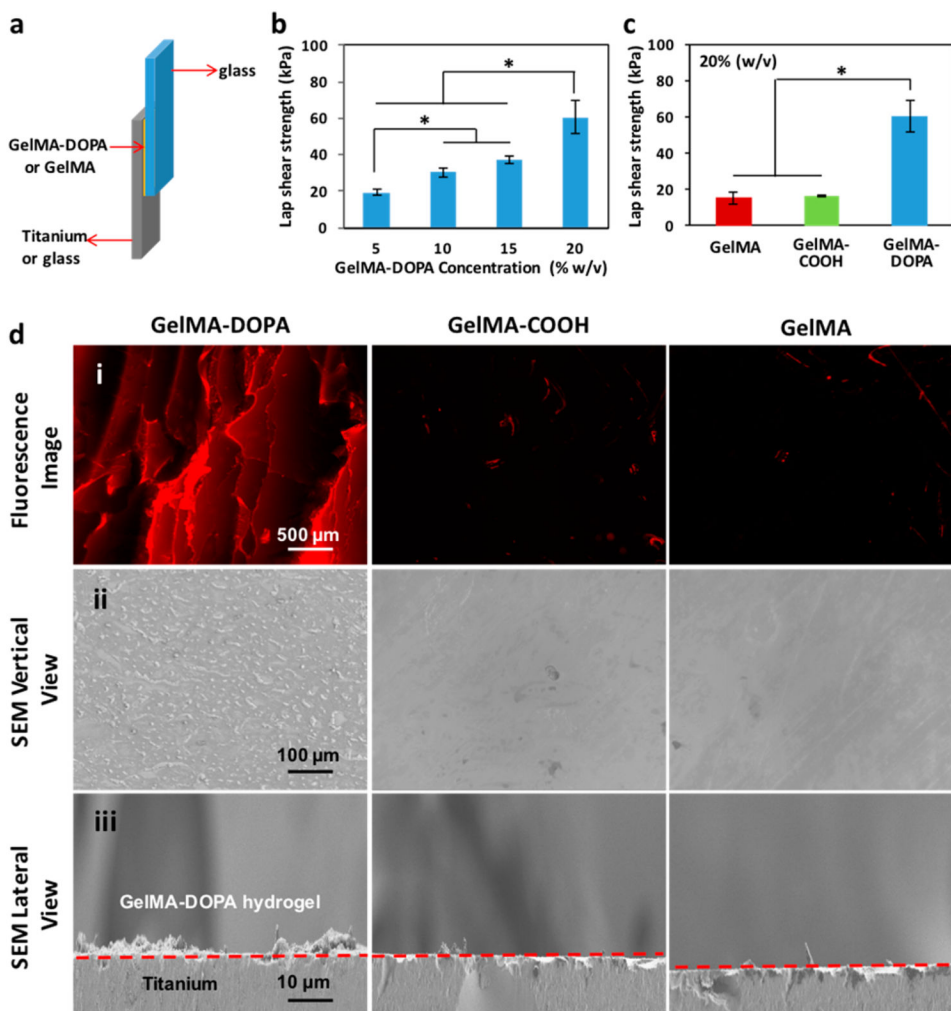 a
glass
GelMA-DOPA
or GelMA
Titanium
or glass
b
Lap shear strength (kPa)
100
80
60
40
20
0
*
*
5 10 15 20
GelMA-DOPA Concentration (% w/v)
c
Lap shear strength (kPa)
100
80
60
40
20
0
20% (w/v)
*
GelMA
GelMA-
COOH
GelMA-
DOPA
d
GelMA-DOPA GelMA-COOH GelMA
Fluorescence
Image
i
500 µm
SEM Vertical
View
ii
100 µm
SEM Lateral
View
iii
GelMA-DOPA hydrogel
Titanium
10 µm